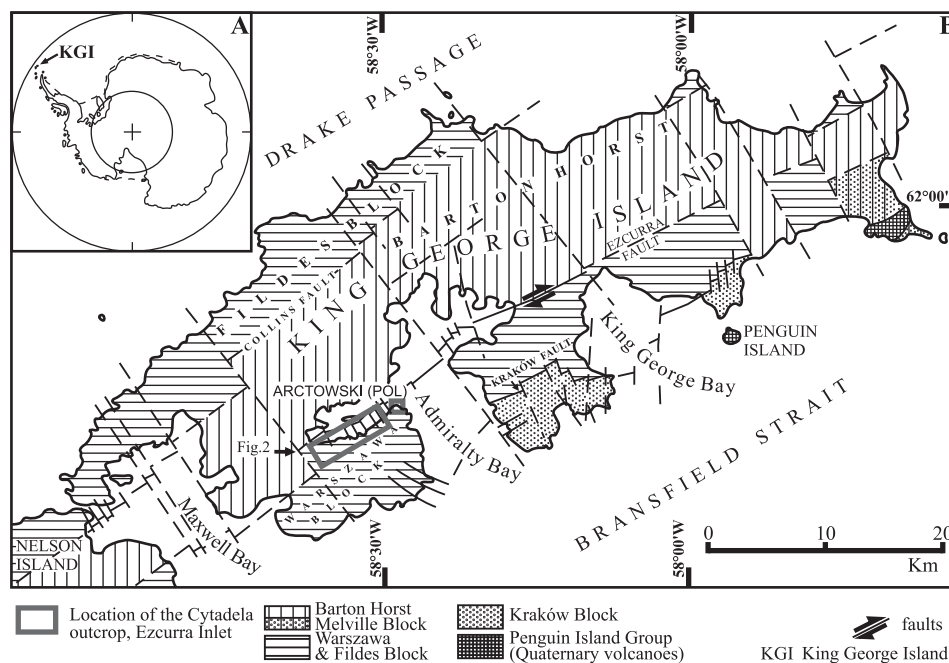 A
KGI
58°30'W
58°00'W
B
DRAKE PASSAGE
62°00'
FILDES BLOCK
BARTON HORST
COLLINS FAULT
KING GEORGE ISLAND
EZCURRA
FAULT
King George Bay
PENGUIN
ISLAND
KRAKÓW FAULT
ARCTOWSKI (POL)
Admiralty Bay
Fig.2
WARSZAWA
BLOCK
Maxwell Bay
BRANSFIELD STRAIT
NELSON
ISLAND
58°30'W
58°00'W
0 10 20
Km
Location of the Cytadela
outcrop, Ezcurra Inlet
Barton Horst
Melville Block
Warszawa
& Fildes Block
Kraków Block
Penguin Island Group
(Quaternary volcanoes)
faults
KGI King George Island